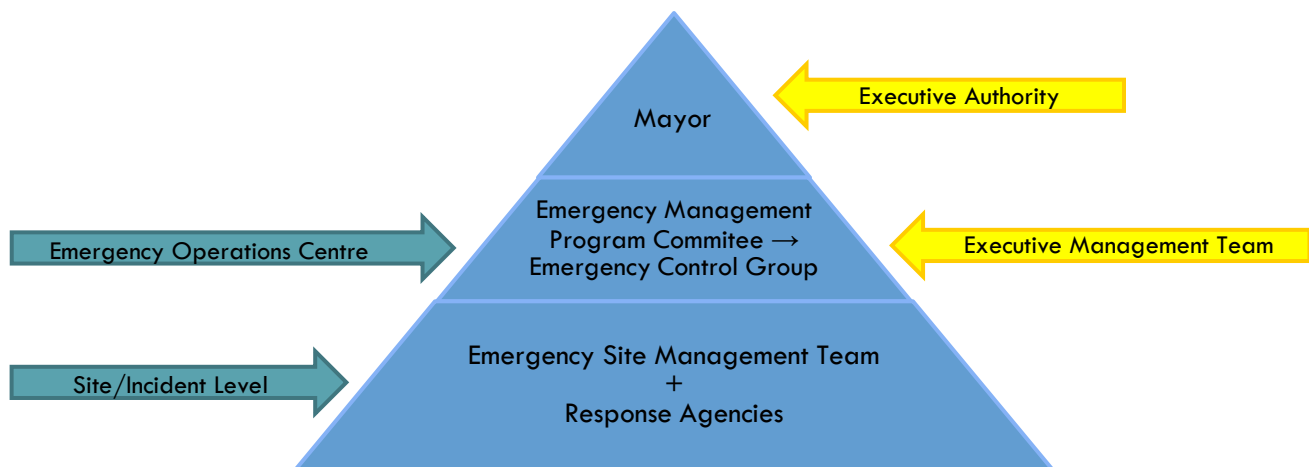 Mayor
Executive Authority
Emergency Management
Program Commitee →
Emergency Control Group
Emergency Operations Centre
Executive Management Team
Emergency Site Management Team
+
Response Agencies
Site/Incident Level